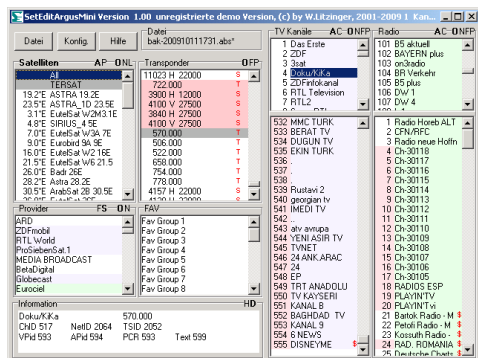 SetEditArgusMini Version 1.00 unregistrierte demo Version, (c) by W.Litzinger, 2001-2009 1 Kan...
Datei
Konfig.
Hilfe
Datei
bak-200910111731.abs*
Satelliten AP ONL
All
TERSAT
19.2°E ASTRA 19.2E
23.5°E ASTRA_1D 23.5E
3.1°E EutelSat W2M3.1E
4.8°E SIRIUS_4 5E
7.0°E EutelSat W3A 7E
9.0°E Eurobird 9A 9E
16.0°E EutelSat W2 16E
21.5°E EutelSat W6 21.5
26.0°E Badr 26E
28.2°E Astra 28.2E
30.5°E ArabSat 2B 30.5E
Transponder OFP
11023 H 22000 S
722.000 T
3900 H 12000 S
4100 V 27500 S
3840 H 27500 S
4100 V 27500 S
570.000 T
506.000 T
522.000 T
658.000 T
754.000 T
778.000 T
4157 H 22000 S
4120 H 22000 S
Provider FS ON
ARD
ZDFmobil
RTL World
ProSiebenSat.1
MEDIA BROADCAST
BetaDigital
Globecast
Eurociel
FAV
Fav Group 1
Fav Group 2
Fav Group 3
Fav Group 4
Fav Group 5
Fav Group 6
Fav Group 7
Fav Group 8
Information HD
Doku/KiKa 570.000
ChID 517 NetID 2064 TSID 2052
VPid 593 APid 594 PCR 593 Text 599
TV Kanäle AC ONFP
1 Das Erste
2 ZDF
3 3sat
4 Doku/KiKa
5 ZDFinfokanal
6 RTL Television
7 RTL2
532 MMC TURK
533 BERAT TV
534 DUGUN TV
535 EKIN TURK
536 .
537 .
538 .
539 Rustavi 2
540 georgian tv
541 IMEDI TV
542 ..
543 atv avrupa
544 YENI ASIR TV
545 TVNET
546 24 ANK.ARAC
547 24
548 EP
549 TRT ANADOLU
550 TV KAYSERI
551 KANAL B
552 BAGHDAD TV
553 KANAL 9
554 6 NEWS
555 DISNEYME $
Radio AC ONFP
101 B5 aktuell
102 BAYERN plus
103 on3radio
104 BR Verkehr
105 B5 plus
106 DW 1
107 DW 4
1 Radio Horeb ALT
2 CFN/RFC
3 Radio neue Hoffn
4 Ch-30118
5 Ch-30117
6 Ch-30116
7 Ch-30115
8 Ch-30114
9 Ch-30113
10 Ch-30112
11 Ch-30111
12 Ch-30110
13 Ch-30109
14 Ch-30108
15 Ch-30107
16 Ch-30106
17 Ch-30105
18 RADIOS ESP
19 PLAYIN'TV
20 PLAYIN'TVi
21 Bartok Radio - M $
22 Petofi Radio - M $
23 Kossuth Radio - $
24 RAD. ROMANIA $
25 Deutsche Charts $